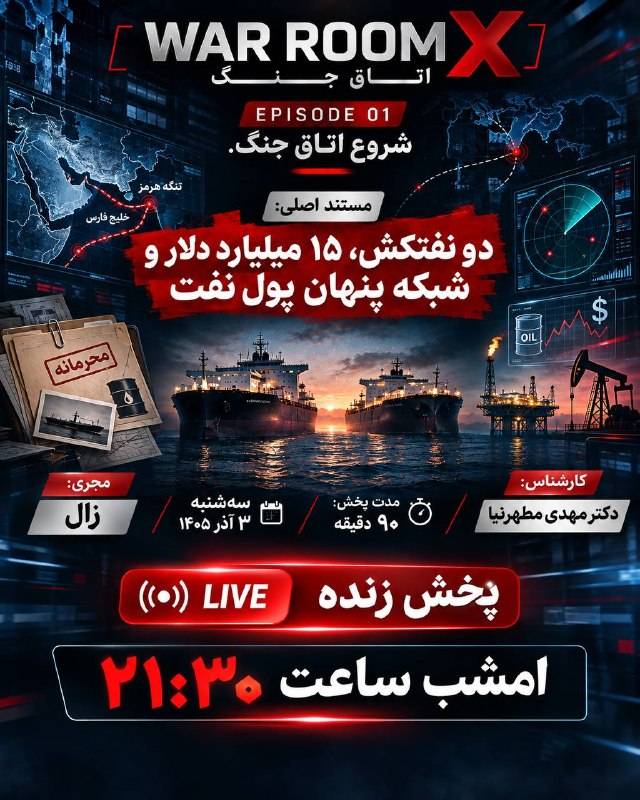 WAR ROOM X
اتاق جنگ
EPISODE 01
شروع اتاق جنگ.
تنگه هرمز
خلیج فارس
مستند اصلی:
دو نفتکش، ۱۵ میلیارد دلار و
شبکه پنهان پول نفت
محرمانه
$
OIL
کارشناس:
دکتر مهدی مطهرنیا
مدت پخش:
۹۰ دقیقه
سه‌شنبه
۳ آذر ۱۴۰۵
مجری:
زال
پخش زنده LIVE
امشب ساعت ۲۱:۳۰